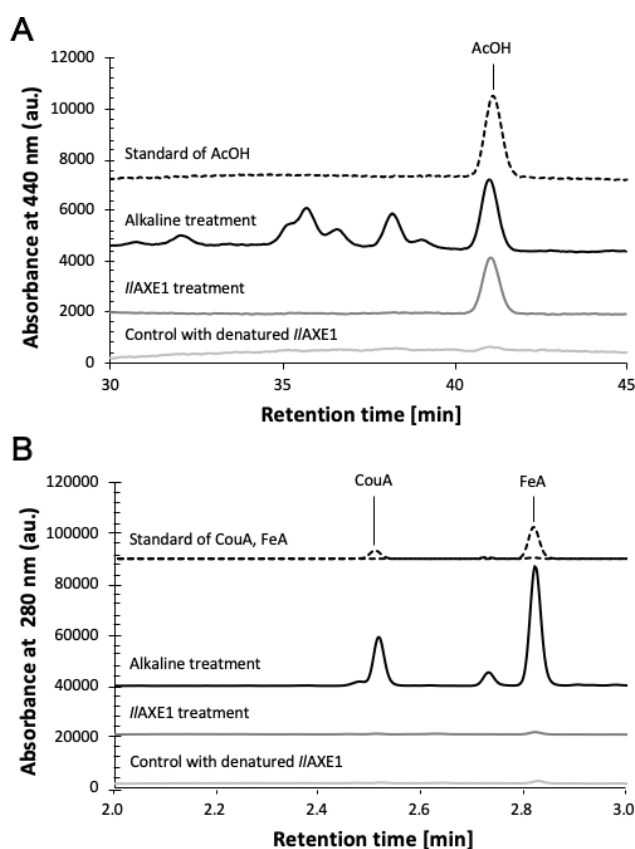 A
Absorbance at 440 nm (au.)
12000
10000
8000
6000
4000
2000
0
AcOH
Standard of AcOH
Alkaline treatment
IlAXE1 treatment
Control with denatured IlAXE1
30
35
40
45
Retention time [min]
B
Absorbance at 280 nm (au.)
120000
100000
80000
60000
40000
20000
0
CouA
FeA
Standard of CouA, FeA
Alkaline treatment
IlAXE1 treatment
Control with denatured IlAXE1
2.0
2.2
2.4
2.6
2.8
3.0
Retention time [min]